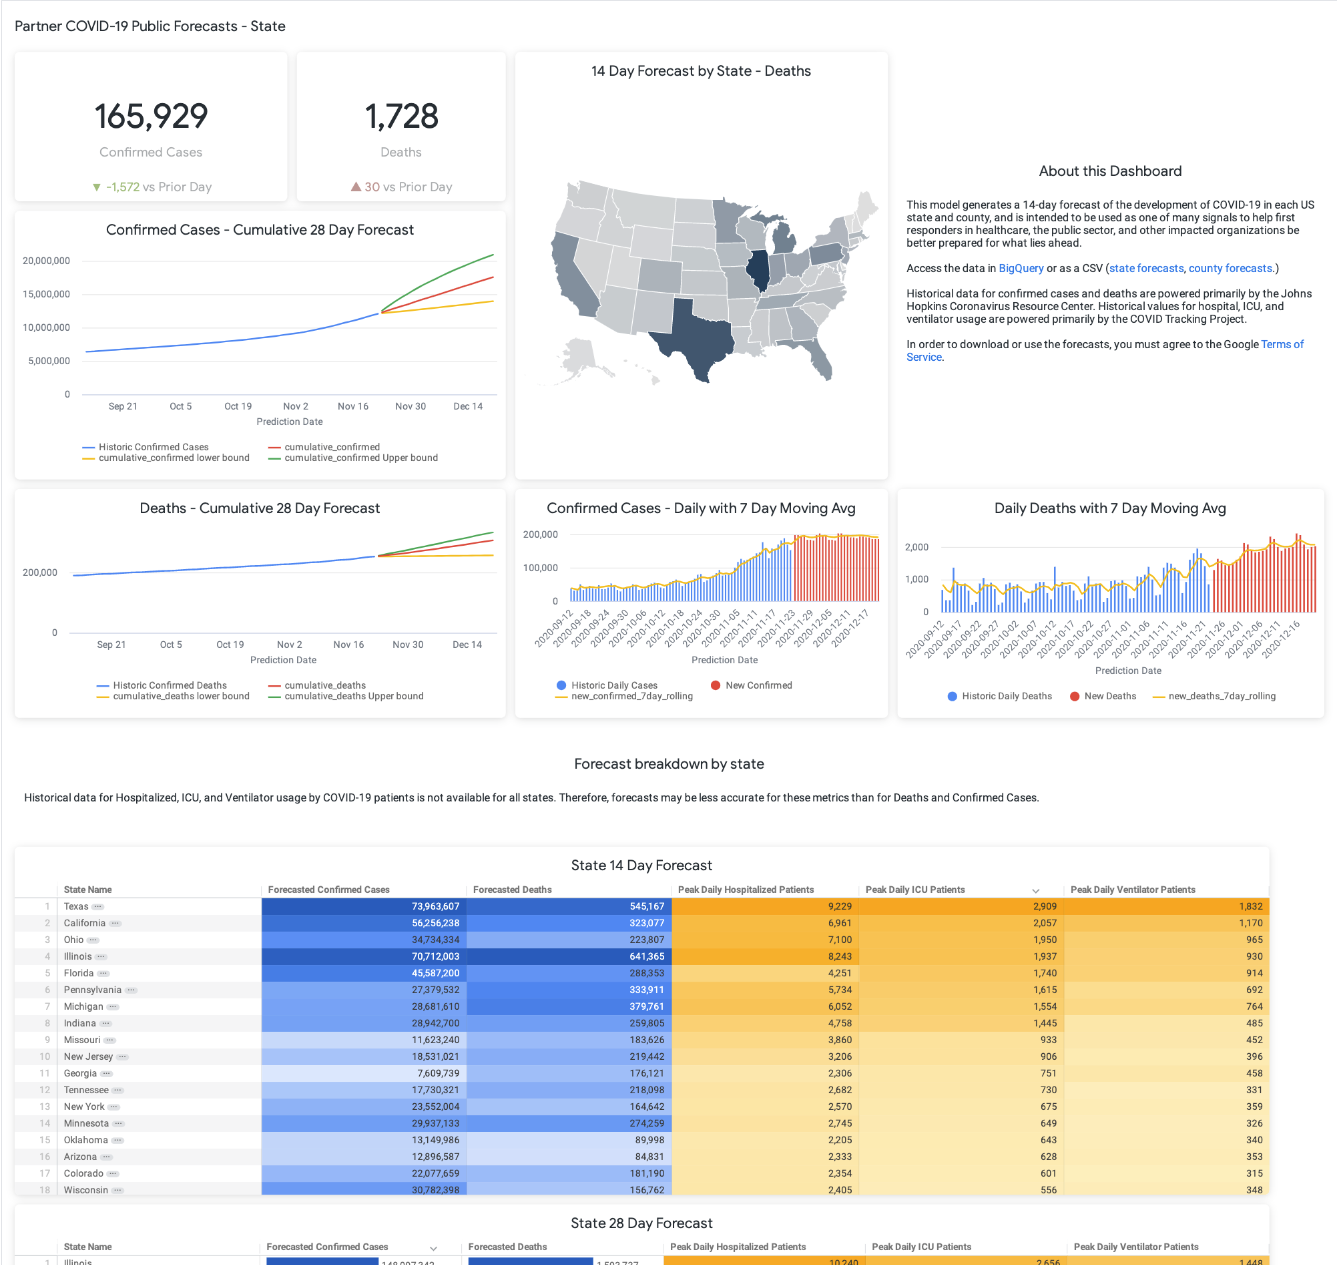 Partner COVID-19 Public Forecasts - State
165,929
Confirmed Cases
▼ -1,572 vs Prior Day
1,728
Deaths
▲ 30 vs Prior Day
Confirmed Cases - Cumulative 28 Day Forecast
20,000,000
15,000,000
10,000,000
5,000,000
0
Sep 21 Oct 5 Oct 19 Nov 2 Nov 16 Nov 30 Dec 14
Prediction Date
Historic Confirmed Cases cumulative_confirmed
cumulative_confirmed lower bound cumulative_confirmed Upper bound
14 Day Forecast by State - Deaths
About this Dashboard
This model generates a 14-day forecast of the development of COVID-19 in each US
state and county, and is intended to be used as one of many signals to help first
responders in healthcare, the public sector, and other impacted organizations be
better prepared for what lies ahead.
Access the data in BigQuery or as a CSV (state forecasts, county forecasts.)
Historical data for confirmed cases and deaths are powered primarily by the Johns
Hopkins Coronavirus Resource Center. Historical values for hospital, ICU, and
ventilator usage are powered primarily by the COVID Tracking Project.
In order to download or use the forecasts, you must agree to the Google Terms of
Service.
Deaths - Cumulative 28 Day Forecast
200,000
0
Sep 21 Oct 5 Oct 19 Nov 2 Nov 16 Nov 30 Dec 14
Prediction Date
Historic Confirmed Deaths cumulative_deaths
cumulative_deaths lower bound cumulative_deaths Upper bound
Confirmed Cases - Daily with 7 Day Moving Avg
200,000
100,000
0
2020-09-12 2020-09-18 2020-09-24 2020-09-30 2020-10-06 2020-10-12 2020-10-18 2020-10-24 2020-10-30 2020-11-05 2020-11-11 2020-11-17 2020-11-23 2020-11-29 2020-12-05 2020-12-11 2020-12-17
Prediction Date
Historic Daily Cases New Confirmed
new_confirmed_7day_rolling
Daily Deaths with 7 Day Moving Avg
2,000
1,000
0
2020-09-12 2020-09-17 2020-09-22 2020-09-27 2020-10-02 2020-10-07 2020-10-12 2020-10-17 2020-10-22 2020-10-27 2020-11-01 2020-11-06 2020-11-11 2020-11-16 2020-11-21 2020-11-26 2020-12-01 2020-12-06 2020-12-11 2020-12-16
Prediction Date
Historic Daily Deaths New Deaths new_deaths_7day_rolling
Forecast breakdown by state
Historical data for Hospitalized, ICU, and Ventilator usage by COVID-19 patients is not available for all states. Therefore, forecasts may be less accurate for these metrics than for Deaths and Confirmed Cases.
State 14 Day Forecast
State Name Forecasted Confirmed Cases Forecasted Deaths Peak Daily Hospitalized Patients Peak Daily ICU Patients Peak Daily Ventilator Patients
1 Texas 73,963,607 545,167 9,229 2,909 1,832
2 California 56,256,238 323,077 6,961 2,057 1,170
3 Ohio 34,734,334 223,807 7,100 1,950 965
4 Illinois 70,712,003 641,365 8,243 1,937 930
5 Florida 45,587,200 288,353 4,251 1,740 914
6 Pennsylvania 27,379,532 333,911 5,734 1,615 692
7 Michigan 28,681,610 379,761 6,052 1,554 764
8 Indiana 28,942,700 259,805 4,758 1,445 485
9 Missouri 11,623,240 183,626 3,860 933 452
10 New Jersey 18,531,021 219,442 3,206 906 396
11 Georgia 7,609,739 176,121 2,306 751 458
12 Tennessee 17,730,321 218,098 2,682 730 331
13 New York 23,552,004 164,642 2,570 675 359
14 Minnesota 29,937,133 274,259 2,745 649 326
15 Oklahoma 13,149,986 89,998 2,205 643 340
16 Arizona 12,896,587 84,831 2,333 628 353
17 Colorado 22,077,659 181,190 2,354 601 315
18 Wisconsin 30,782,398 156,762 2,405 556 348
State 28 Day Forecast
State Name Forecasted Confirmed Cases Forecasted Deaths Peak Daily Hospitalized Patients Peak Daily ICU Patients Peak Daily Ventilator Patients
1 Illinois 10,240 2,656 1,448